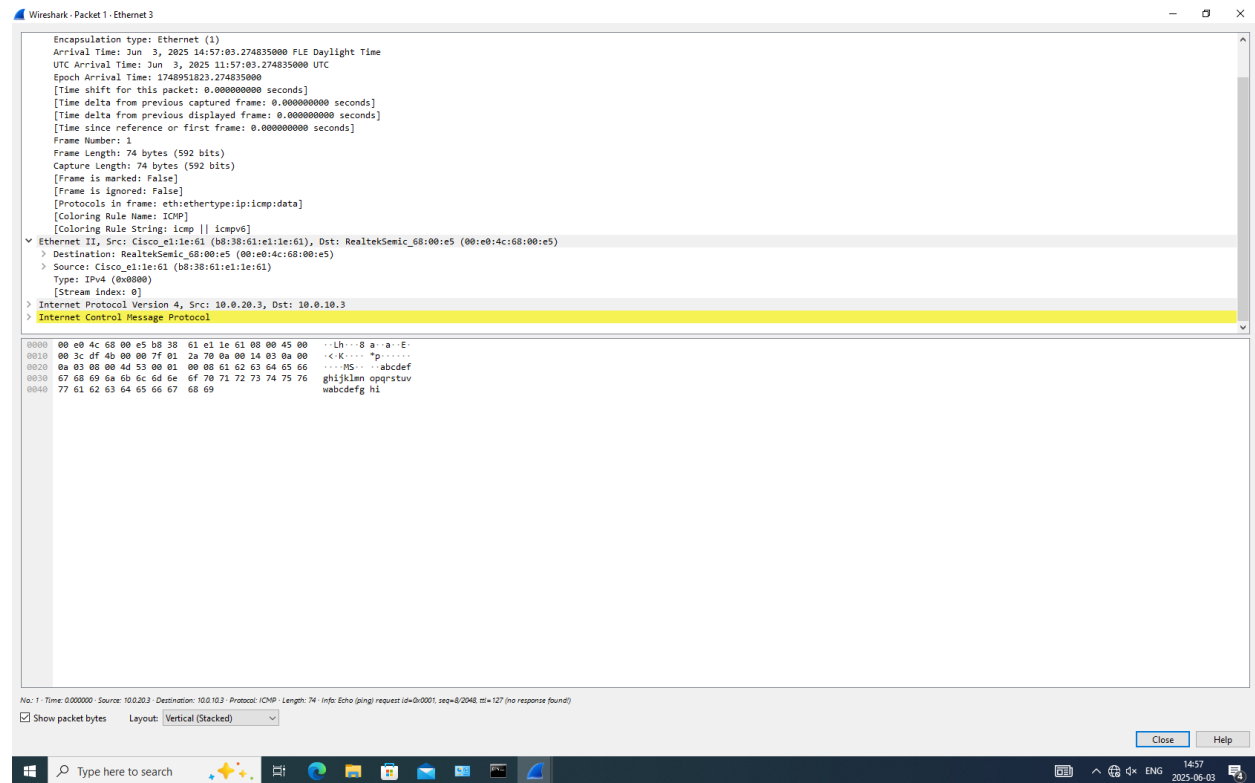 Wireshark · Packet 1 · Ethernet 3
Encapsulation type: Ethernet (1)
Arrival Time: Jun  3, 2025 14:57:03.274835000 FLE Daylight Time
UTC Arrival Time: Jun  3, 2025 11:57:03.274835000 UTC
Epoch Arrival Time: 1748951823.274835000
[Time shift for this packet: 0.000000000 seconds]
[Time delta from previous captured frame: 0.000000000 seconds]
[Time delta from previous displayed frame: 0.000000000 seconds]
[Time since reference or first frame: 0.000000000 seconds]
Frame Number: 1
Frame Length: 74 bytes (592 bits)
Capture Length: 74 bytes (592 bits)
[Frame is marked: False]
[Frame is ignored: False]
[Protocols in frame: eth:ethertype:ip:icmp:data]
[Coloring Rule Name: ICMP]
[Coloring Rule String: icmp || icmpv6]
Ethernet II, Src: Cisco_e1:1e:61 (b8:38:61:e1:1e:61), Dst: RealtekSemic_68:00:e5 (00:e0:4c:68:00:e5)
Destination: RealtekSemic_68:00:e5 (00:e0:4c:68:00:e5)
Source: Cisco_e1:1e:61 (b8:38:61:e1:1e:61)
Type: IPv4 (0x0800)
[Stream index: 0]
Internet Protocol Version 4, Src: 10.0.20.3, Dst: 10.0.10.3
Internet Control Message Protocol
0000  00 e0 4c 68 00 e5 b8 38  61 e1 1e 61 08 00 45 00  ··Lh···8 a··a··E·
0010  00 3c df 4b 00 00 7f 01  2a 70 0a 00 14 03 0a 00  ·<·K···· *p······
0020  0a 03 08 00 4d 53 00 01  00 08 61 62 63 64 65 66  ····MS·· ··abcdef
0030  67 68 69 6a 6b 6c 6d 6e  6f 70 71 72 73 74 75 76  ghijklmn opqrstuv
0040  77 61 62 63 64 65 66 67  68 69  wabcdefg hi
No.: 1 · Time: 0.000000 · Source: 10.0.20.3 · Destination: 10.0.10.3 · Protocol: ICMP · Length: 74 · Info: Echo (ping) request id=0x0001, seq=8/2048, ttl=127 (no response found!)
Show packet bytes  Layout: Vertical (Stacked)
Close  Help
Type here to search
ENG
14:57
2025-06-03
4